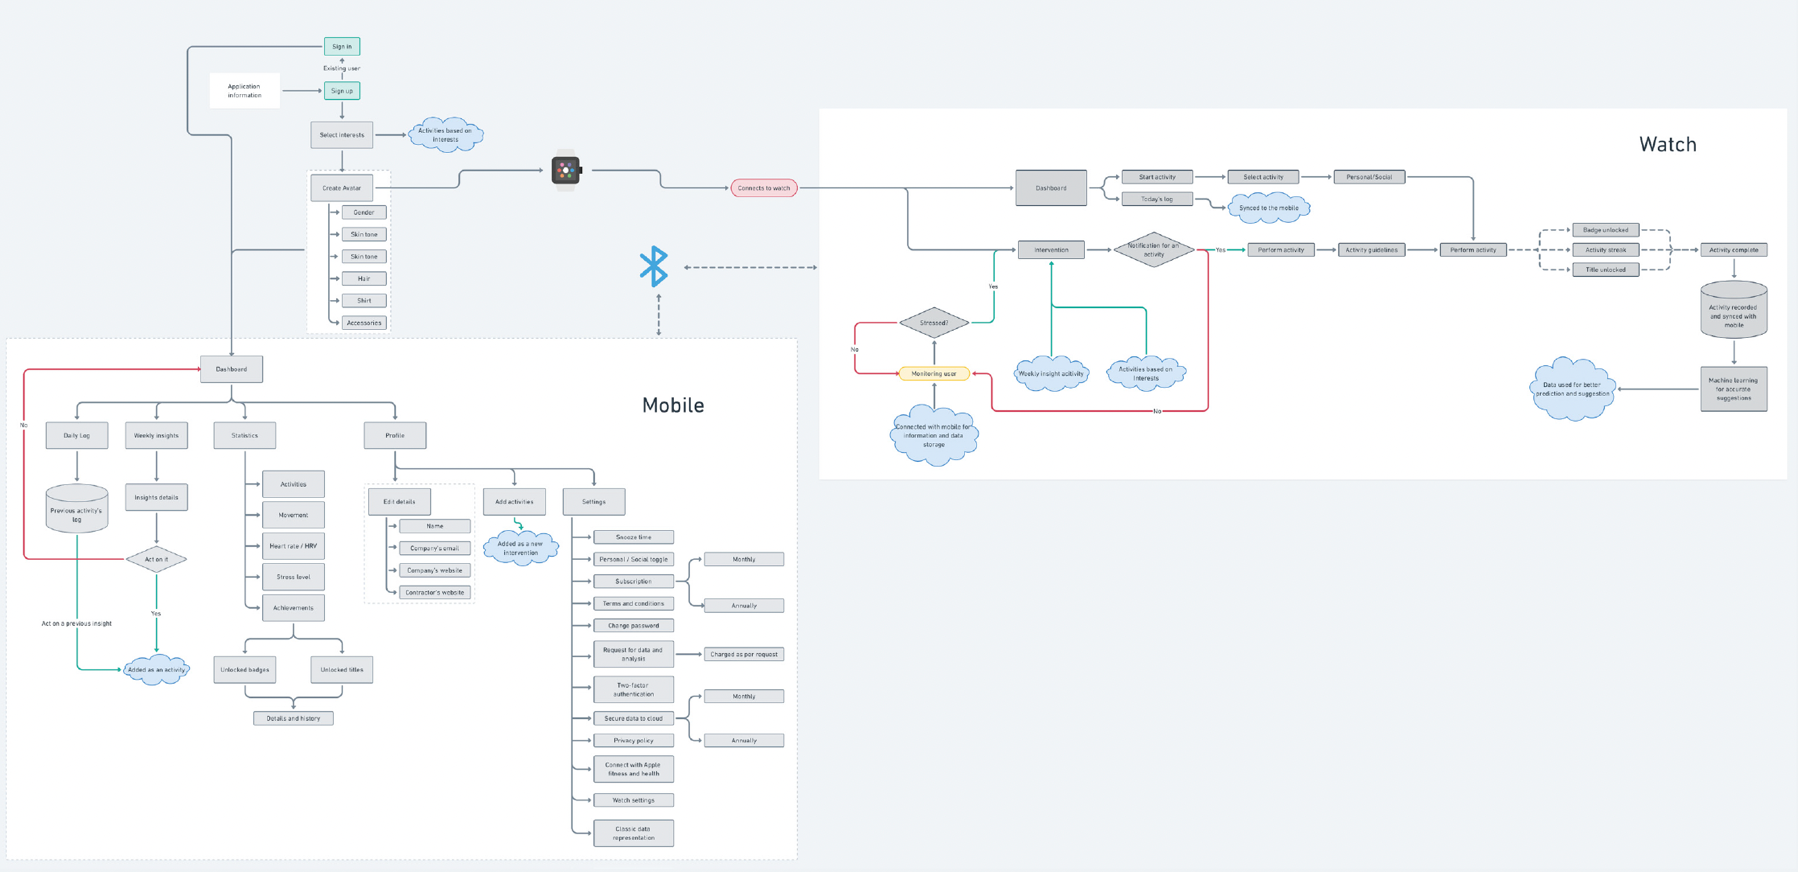 Sign in
Existing user
Application
information
Sign up
Select interests
Activities based on
interests
Create Avatar
Gender
Skin tone
Skin tone
Hair
Shirt
Accessories
Connects to watch
Watch
Dashboard
Start activity
Select activity
Personal/Social
Today's log
Synced to the mobile
Intervention
Notification for an
activity
Yes
Perform activity
Activity guidelines
Perform activity
Badge unlocked
Activity streak
Title unlocked
Activity complete
Activity recorded
and synced with
mobile
Machine learning
for accurate
suggestions
Data used for better
prediction and suggestion
Yes
Stressed?
No
Monitoring user
Weekly insight acitivity
Activities based on
interests
No
Connected with mobile for
information and data
storage
Mobile
Dashboard
No
Daily Log
Weekly insights
Statistics
Profile
Previous activity's
log
Insights details
Act on it
Yes
Act on a previous insight
Added as an activity
Activities
Movement
Heart rate / HRV
Stress level
Achievements
Unlocked badges
Unlocked titles
Details and history
Edit details
Name
Company's email
Company's website
Contractor's website
Add activities
Added as a new
intervention
Settings
Snooze time
Personal / Social toggle
Subscription
Monthly
Annually
Terms and conditions
Change password
Request for data and
analysis
Charged as per request
Two-factor
authentication
Secure data to cloud
Monthly
Annually
Privacy policy
Connect with Apple
fitness and health
Watch settings
Classic data
representation